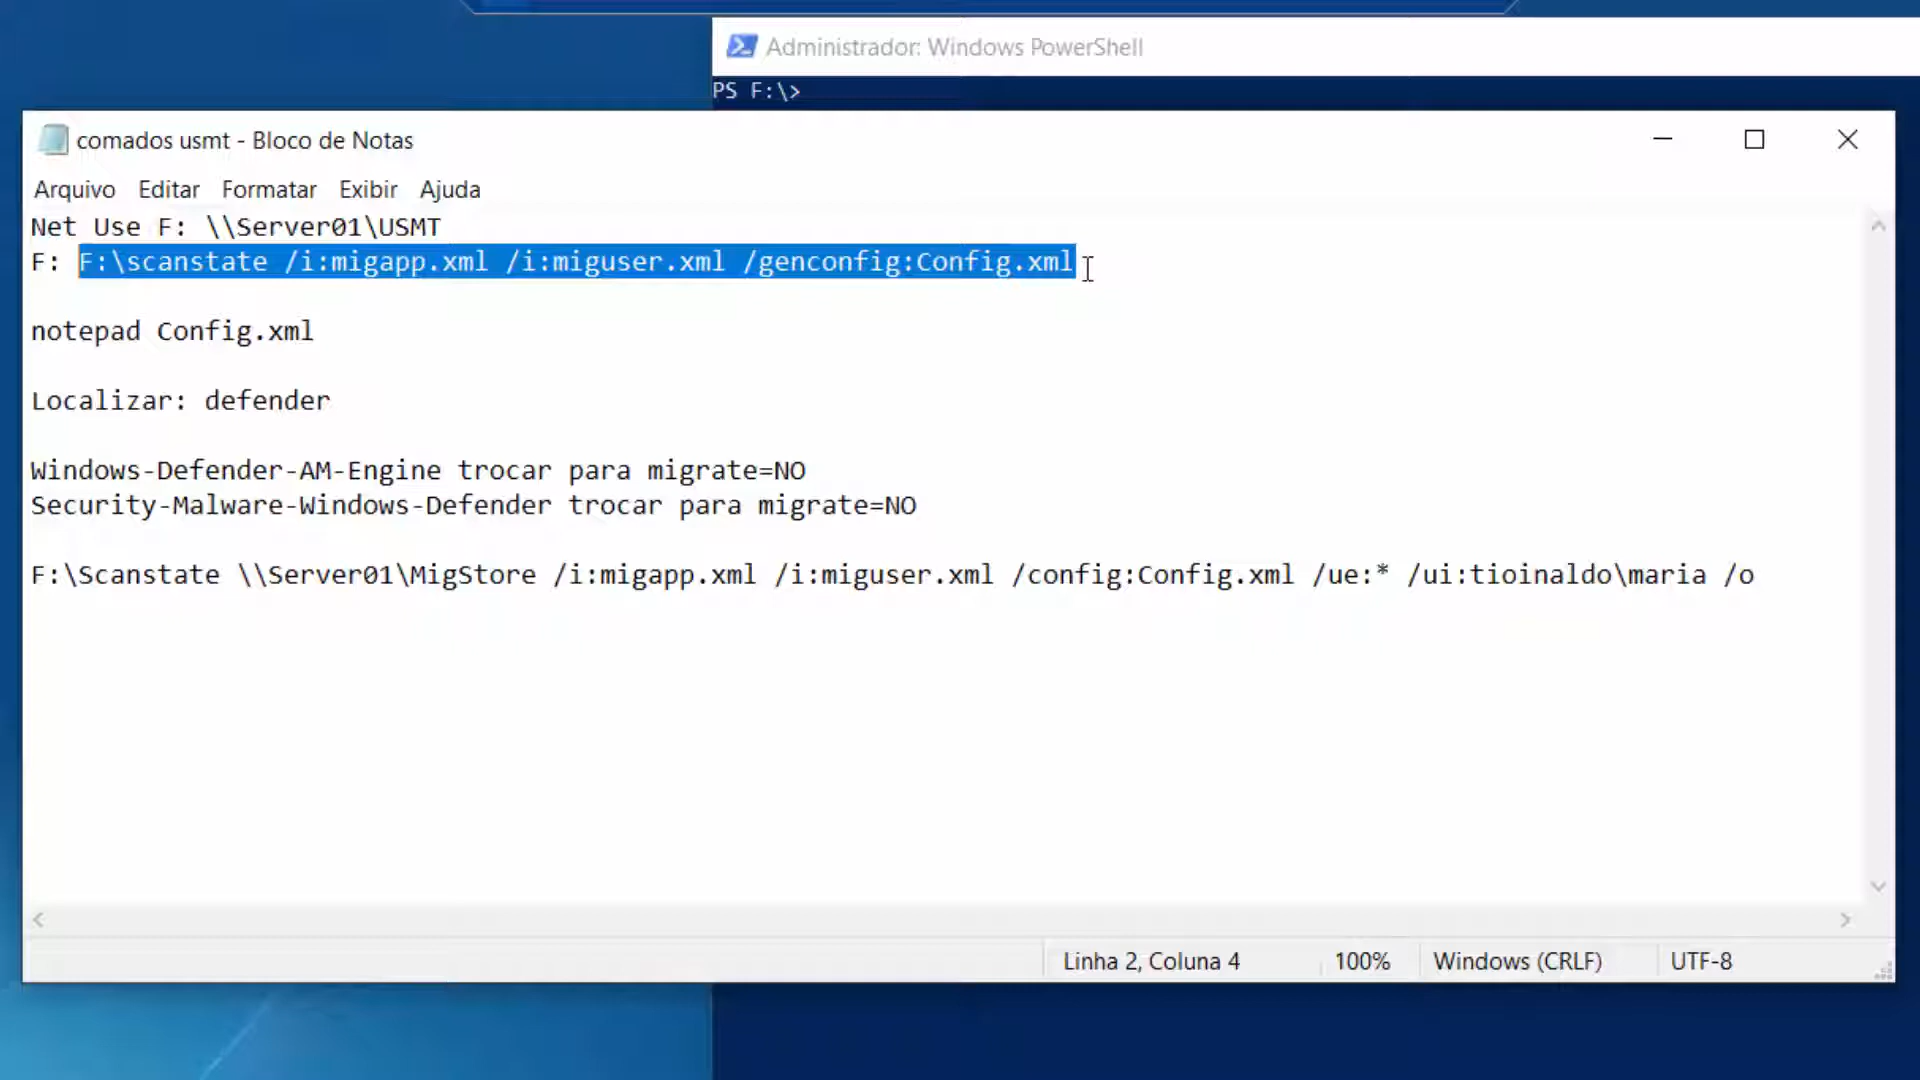 Administrador: Windows PowerShell
PS F:\>
comados usmt - Bloco de Notas
Arquivo Editar Formatar Exibir Ajuda
Net Use F: \\Server01\USMT
F: F:\scanstate /i:migapp.xml /i:miguser.xml /genconfig:Config.xml
notepad Config.xml
Localizar: defender
Windows-Defender-AM-Engine trocar para migrate=NO
Security-Malware-Windows-Defender trocar para migrate=NO
F:\Scanstate \\Server01\MigStore /i:migapp.xml /i:miguser.xml /config:Config.xml /ue:* /ui:tioinaldo\maria /o
Linha 2, Coluna 4 100% Windows (CRLF) UTF-8